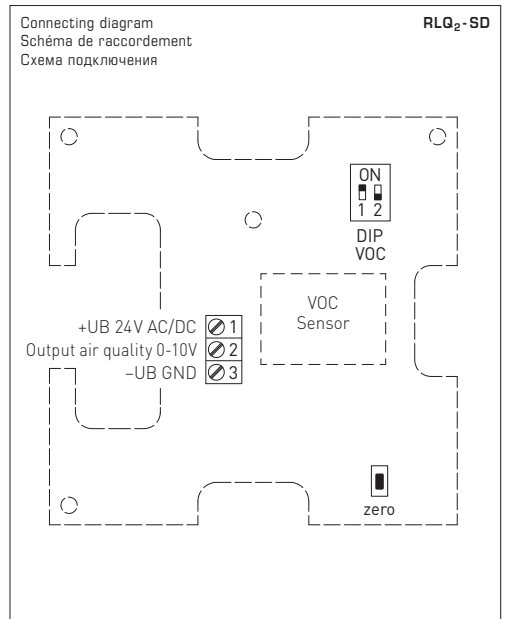 Connecting diagram
Schéma de raccordement
Схема подключения
RLQ₂-SD
ON
1 2
DIP
VOC
VOC
Sensor
+UB 24V AC/DC 1
Output air quality 0-10V 2
–UB GND 3
zero